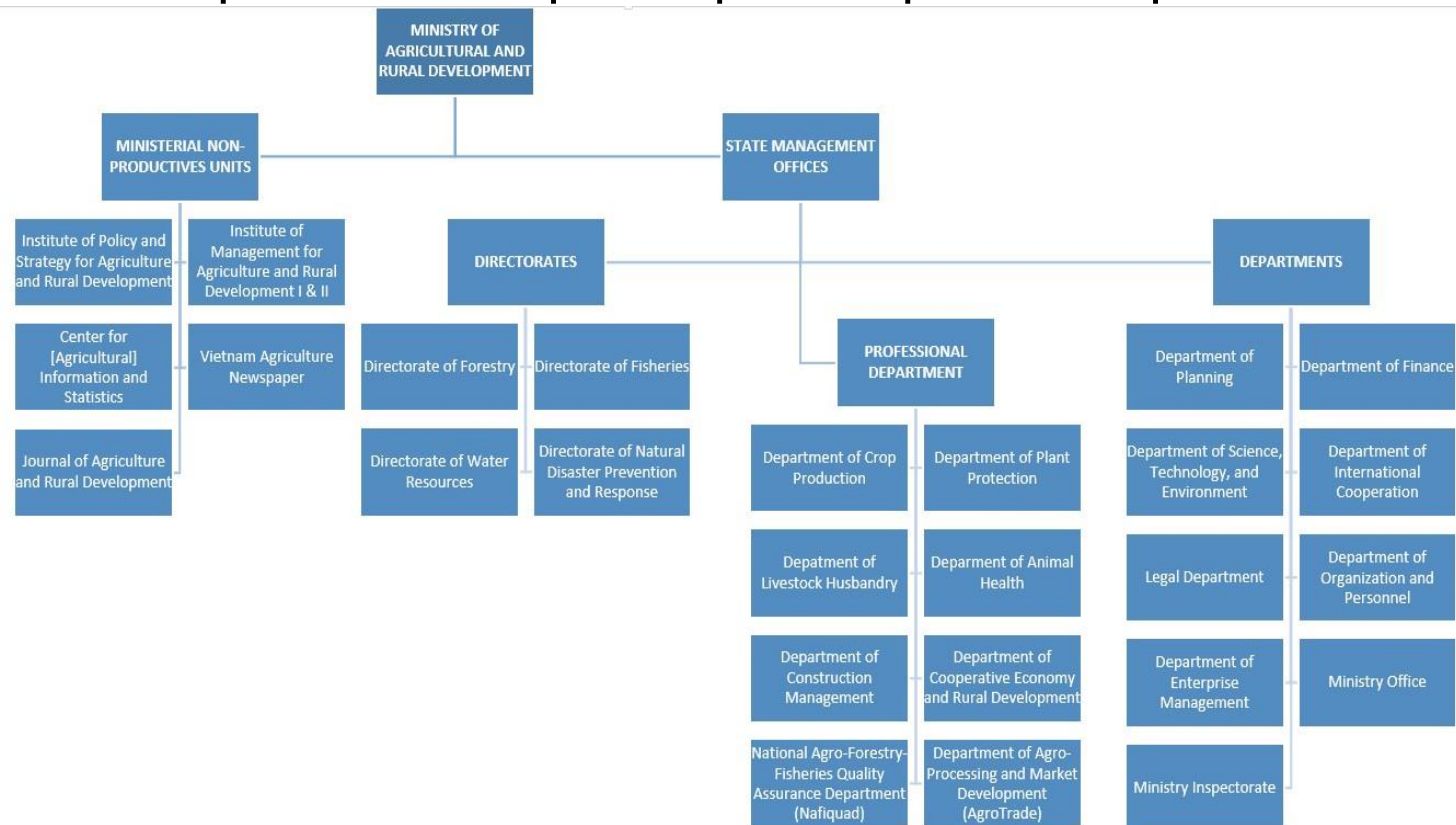 MINISTRY OF
AGRICULTURAL AND
RURAL DEVELOPMENT
MINISTERIAL NON-
PRODUCTIVES UNITS
STATE MANAGEMENT
OFFICES
Institute of Policy and
Strategy for Agriculture
and Rural Development
Institute of
Management for
Agriculture and Rural
Development I & II
Center for
[Agricultural]
Information and
Statistics
Vietnam Agriculture
Newspaper
Journal of Agriculture
and Rural Development
DIRECTORATES
Directorate of Forestry
Directorate of Fisheries
Directorate of Water
Resources
Directorate of Natural
Disaster Prevention
and Response
PROFESSIONAL
DEPARTMENT
Department of Crop
Production
Department of Plant
Protection
Depatment of
Livestock Husbandry
Deparment of Animal
Health
Department of
Construction
Management
Department of
Cooperative Economy
and Rural Development
National Agro-Forestry-
Fisheries Quality
Assurance Department
(Nafiquad)
Department of Agro-
Processing and Market
Development
(AgroTrade)
DEPARTMENTS
Department of
Planning
Department of Finance
Department of Science,
Technology, and
Environment
Department of
International
Cooperation
Legal Department
Department of
Organization and
Personnel
Department of
Enterprise
Management
Ministry Office
Ministry Inspectorate